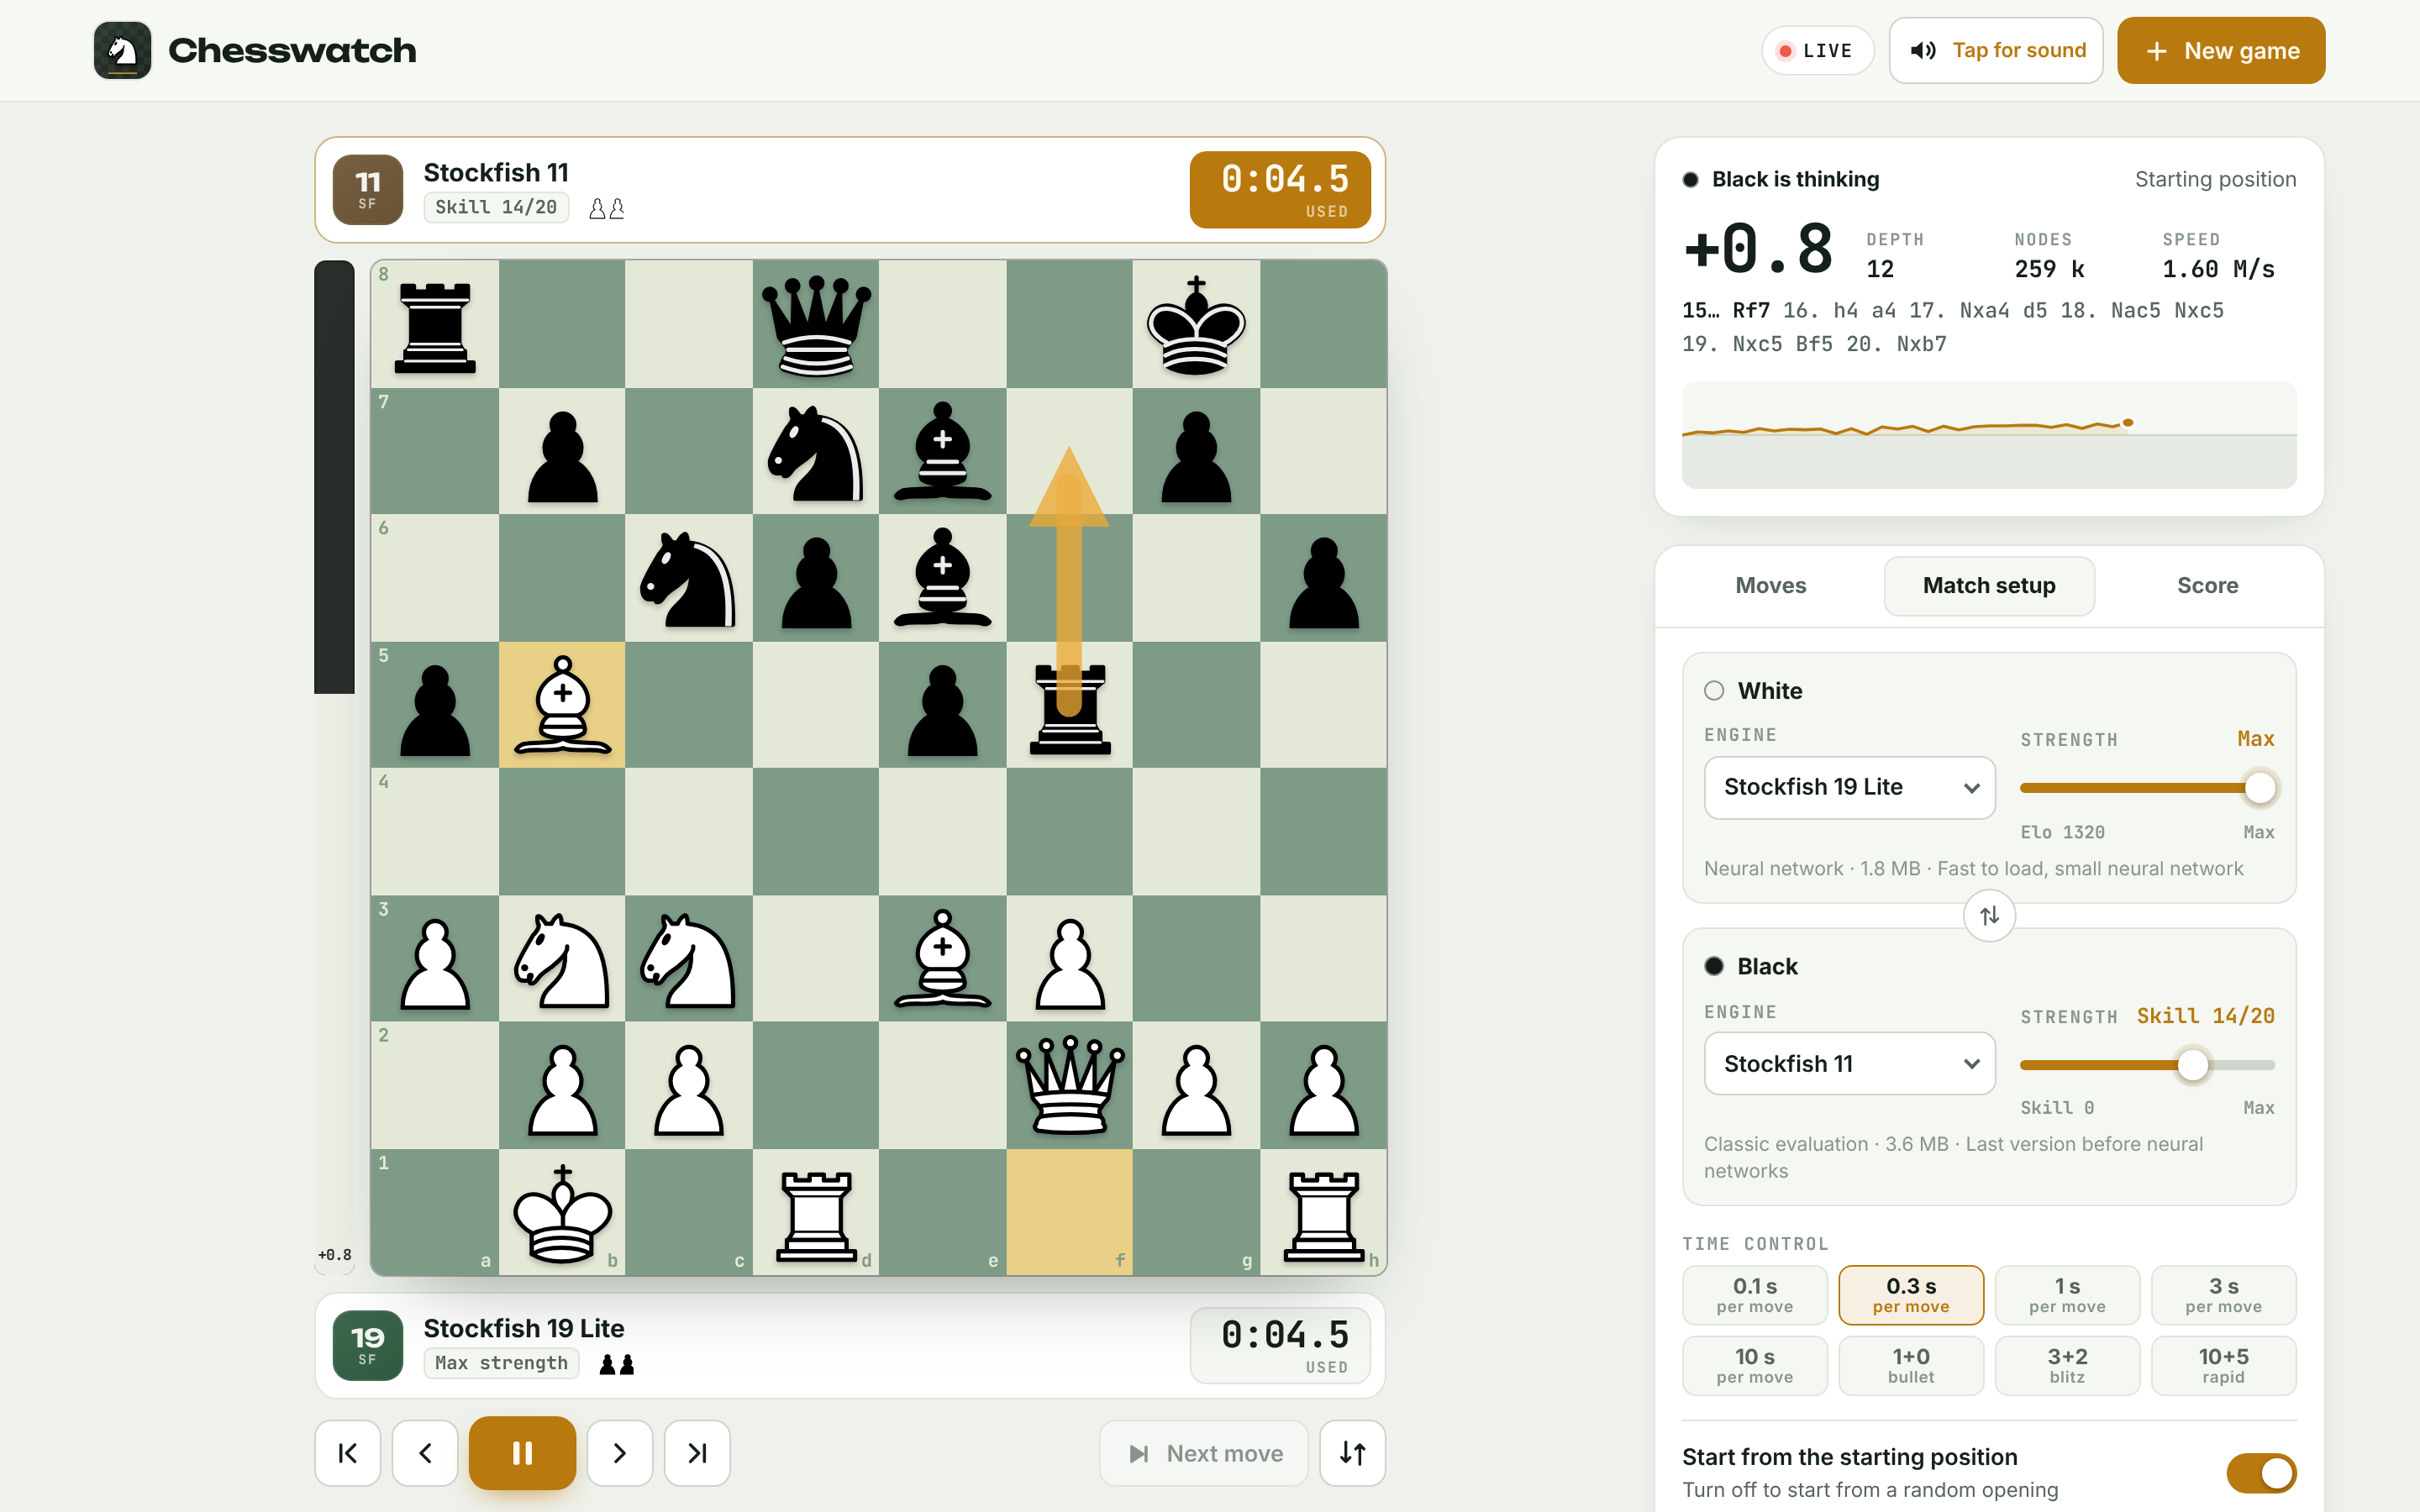 Chesswatch
LIVE
Tap for sound
New game
11
SF
Stockfish 11
Skill 14/20
0:04.5
USED
8
7
6
5
4
3
2
1
a
b
c
d
e
f
g
h
+0.8
19
SF
Stockfish 19 Lite
Max strength
0:04.5
USED
Next move
Black is thinking
Starting position
+0.8
DEPTH
12
NODES
259 k
SPEED
1.60 M/s
15… Rf7 16. h4 a4 17. Nxa4 d5 18. Nac5 Nxc5
19. Nxc5 Bf5 20. Nxb7
Moves
Match setup
Score
White
ENGINE
Stockfish 19 Lite
STRENGTH
Max
Elo 1320
Max
Neural network · 1.8 MB · Fast to load, small neural network
Black
ENGINE
Stockfish 11
STRENGTH
Skill 14/20
Skill 0
Max
Classic evaluation · 3.6 MB · Last version before neural
networks
TIME CONTROL
0.3 s
0.1 s
per move
per move
1 s
per move
3 s
per move
10 s
per move
1+0
bullet
3+2
blitz
10+5
rapid
Start from the starting position
Turn off to start from a random opening